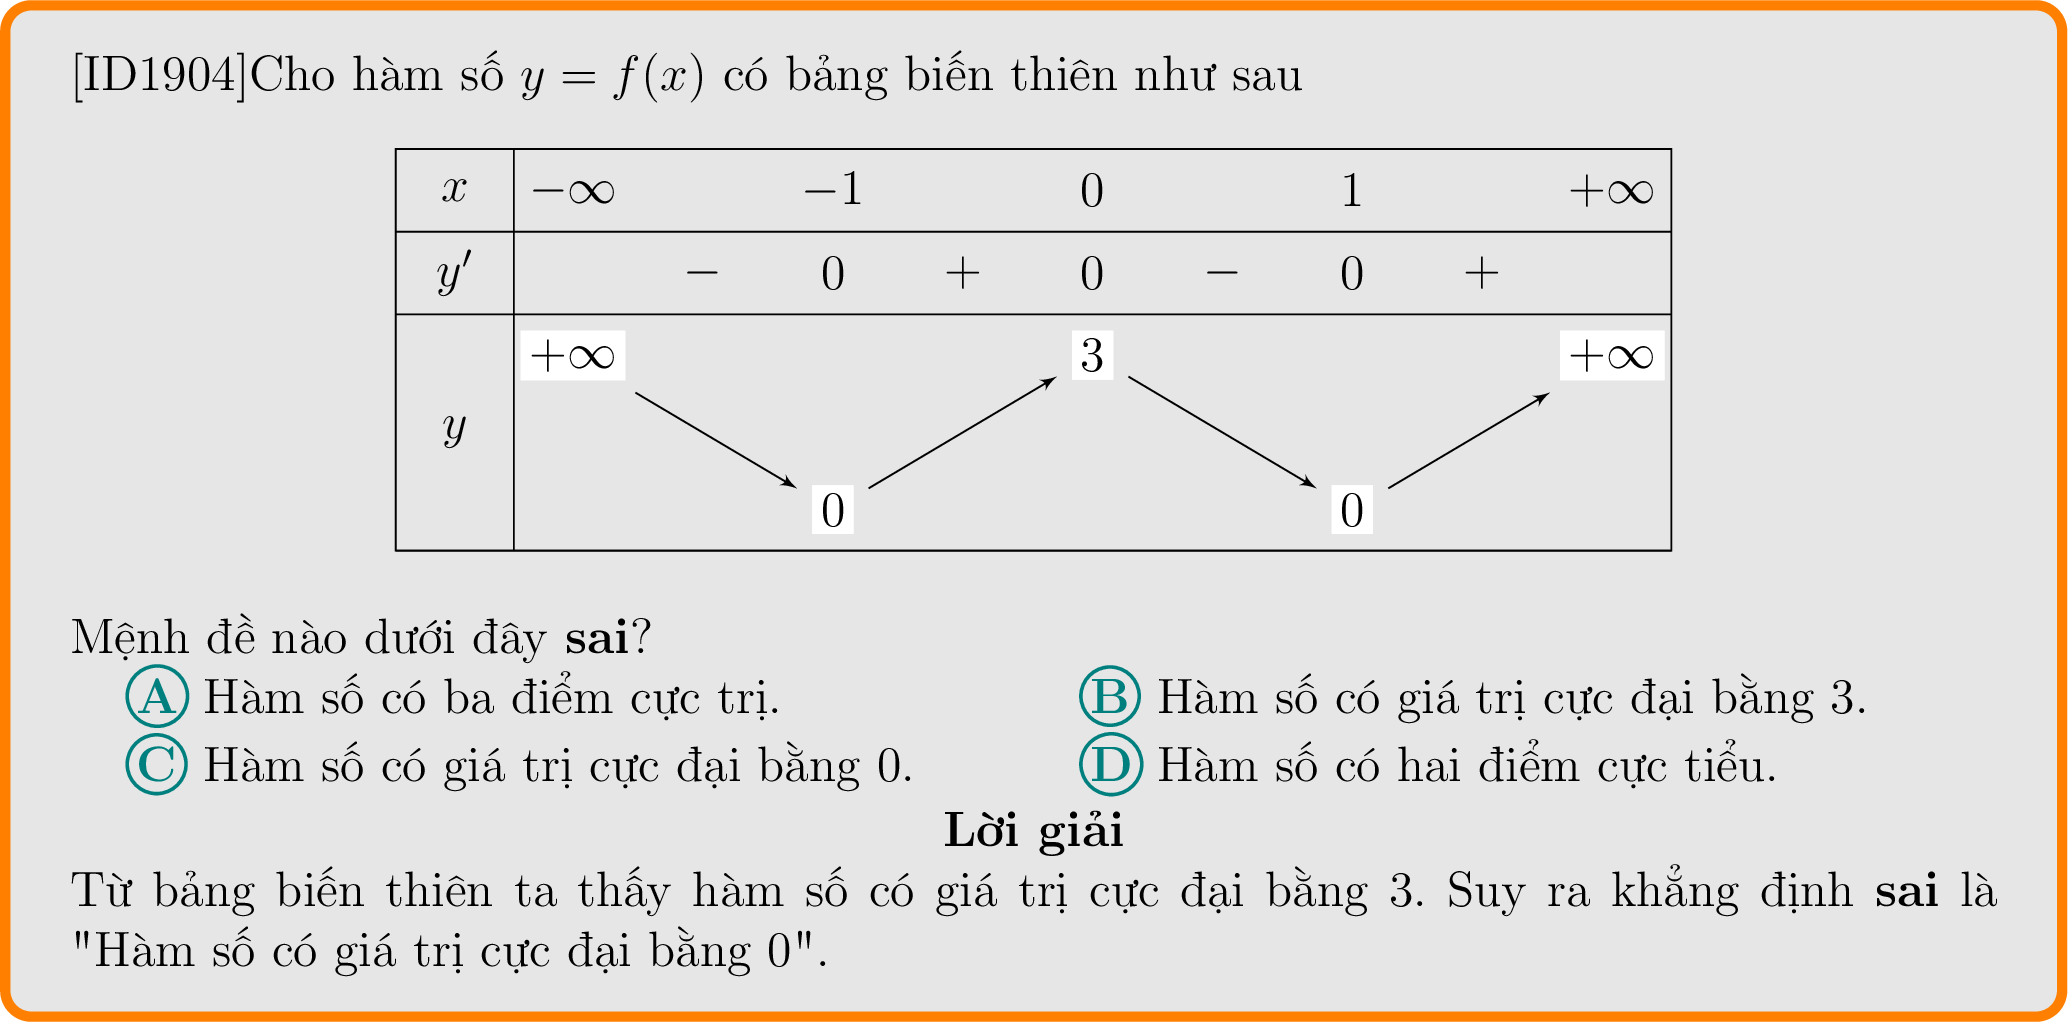 [ID1904]Cho hàm số y = f(x) có bảng biến thiên như sau
x −∞ −1 0 1 +∞
y′ − 0 + 0 − 0 +
+∞ 3 +∞
y
0 0
Mệnh đề nào dưới đây sai?
A Hàm số có ba điểm cực trị. B Hàm số có giá trị cực đại bằng 3.
C Hàm số có giá trị cực đại bằng 0. D Hàm số có hai điểm cực tiểu.
Lời giải
Từ bảng biến thiên ta thấy hàm số có giá trị cực đại bằng 3. Suy ra khẳng định sai là
"Hàm số có giá trị cực đại bằng 0".